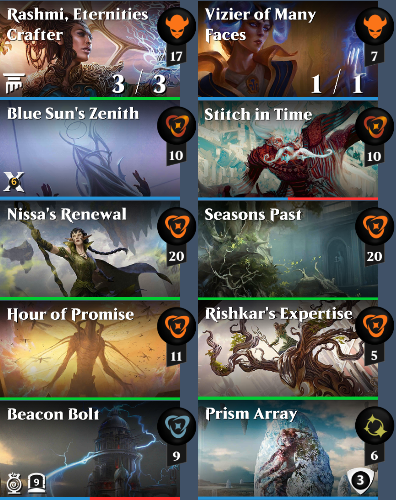 Rashmi, Eternities
Crafter
17
3 / 3
Vizier of Many
Faces
7
1 / 1
Blue Sun's Zenith
10
X
6
Stitch in Time
10
Nissa's Renewal
20
Seasons Past
20
Hour of Promise
11
Rishkar's Expertise
5
Beacon Bolt
9
9
Prism Array
6
3